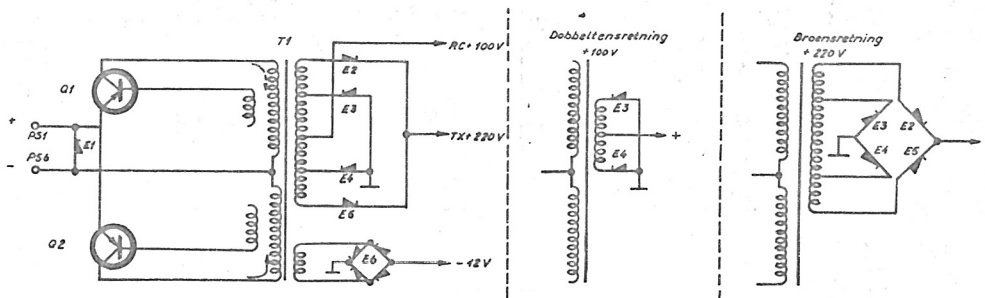 T1
RC+100V
E2
E3
Q1
+
PS1
E1
-
PS6
TX+220V
E4
E5
Q2
E6
-12V
Dobbeltensretning
+100V
E3
+
E4
Broensretning
+ 220V
E3
E2
E4
E5